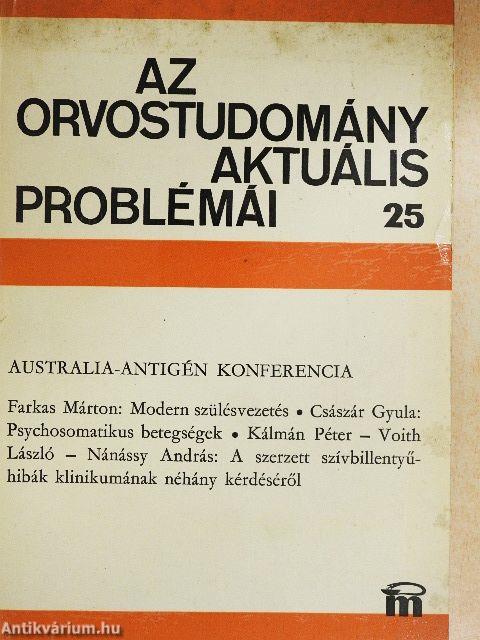 AZ
ORVOSTUDOMÁNY
AKTUÁLIS
PROBLÉMÁI 25
AUSTRALIA-ANTIGÉN KONFERENCIA
Farkas Márton: Modern szülésvezetés • Császár Gyula:
Psychosomatikus betegségek • Kálmán Péter – Voith
László – Nánássy András: A szerzett szívbillentyű-
hibák klinikumának néhány kérdéséről
m
Antikvárium.hu